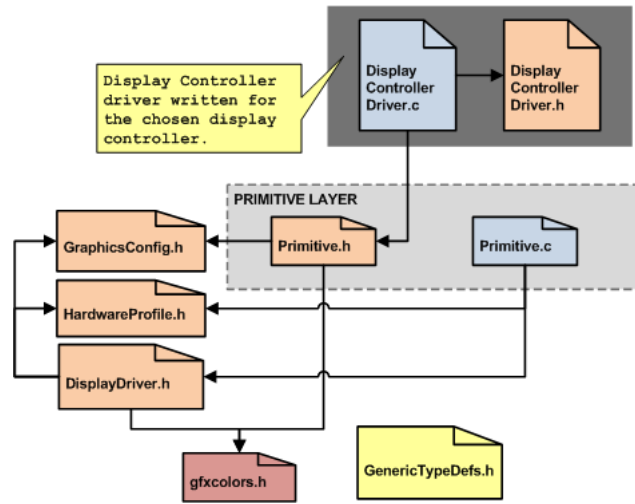 Display Controller
driver written for
the chosen display
controller.
Display
Controller
Driver.c
Display
Controller
Driver.h
PRIMITIVE LAYER
GraphicsConfig.h
Primitive.h
Primitive.c
HardwareProfile.h
DisplayDriver.h
gfxcolors.h
GenericTypeDefs.h